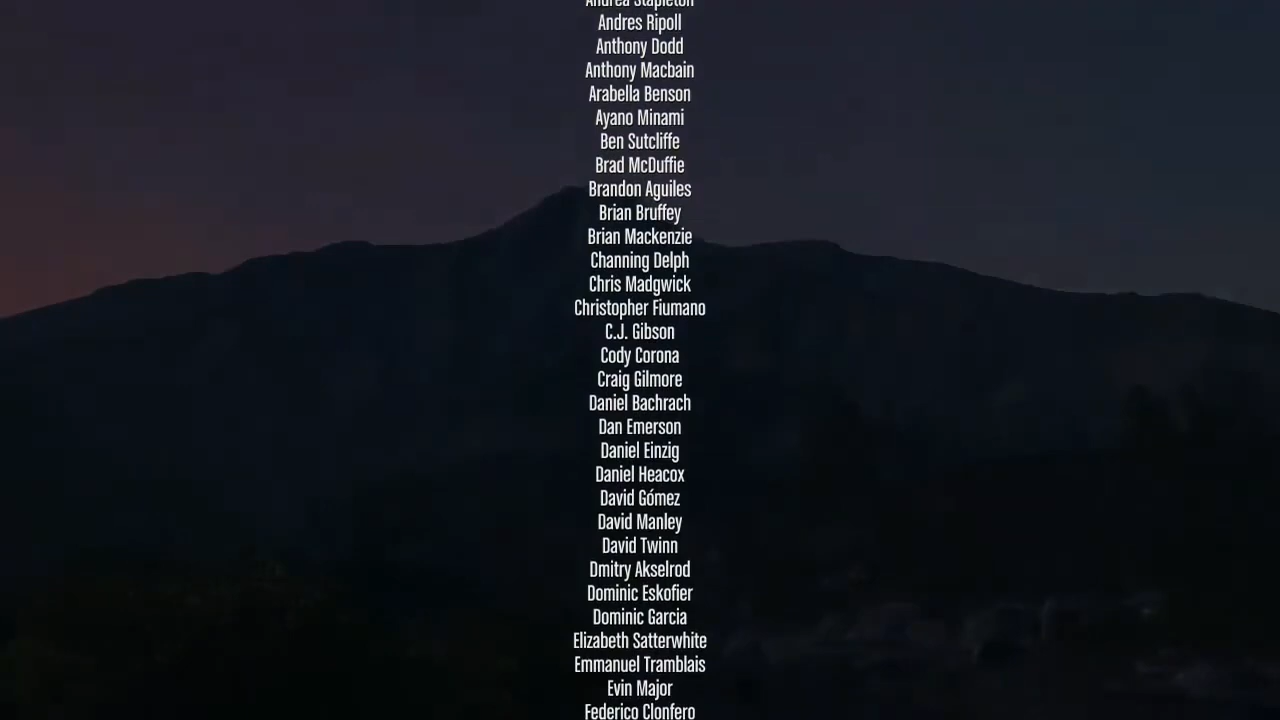 Andrea Stapleton
Andres Ripoll
Anthony Dodd
Anthony Macbain
Arabella Benson
Ayano Minami
Ben Sutcliffe
Brad McDuffie
Brandon Aguiles
Brian Bruffey
Brian Mackenzie
Channing Delph
Chris Madgwick
Christopher Fiumano
C.J. Gibson
Cody Corona
Craig Gilmore
Daniel Bachrach
Dan Emerson
Daniel Einzig
Daniel Heacox
David Gómez
David Manley
David Twinn
Dmitry Akselrod
Dominic Eskofier
Dominic Garcia
Elizabeth Satterwhite
Emmanuel Tramblais
Evin Major
Federico Clonfero